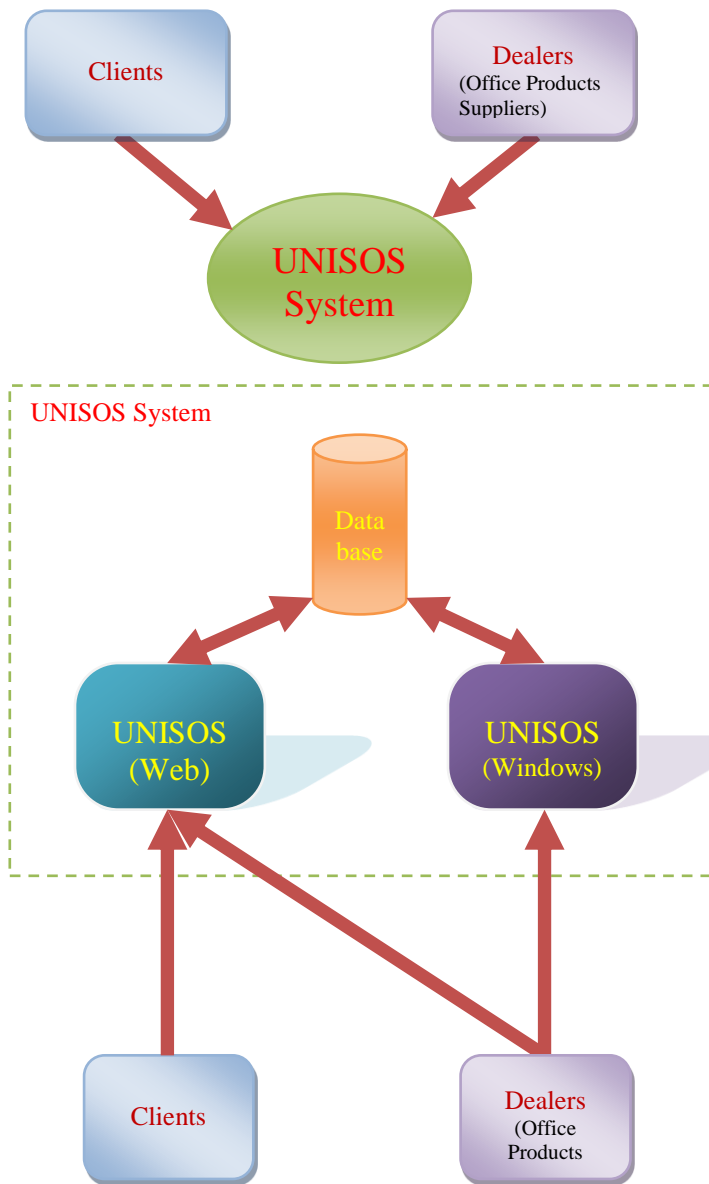 Clients
Dealers
(Office Products
Suppliers)
UNISOS
System
UNISOS System
Data
base
UNISOS
(Web)
UNISOS
(Windows)
Clients
Dealers
(Office
Products